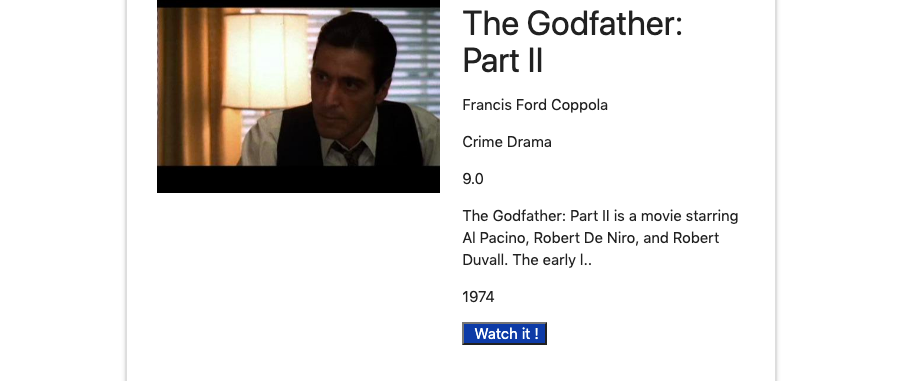 The Godfather:
Part II
Francis Ford Coppola
Crime Drama
9.0
The Godfather: Part II is a movie starring
Al Pacino, Robert De Niro, and Robert
Duvall. The early l..
1974
Watch it !